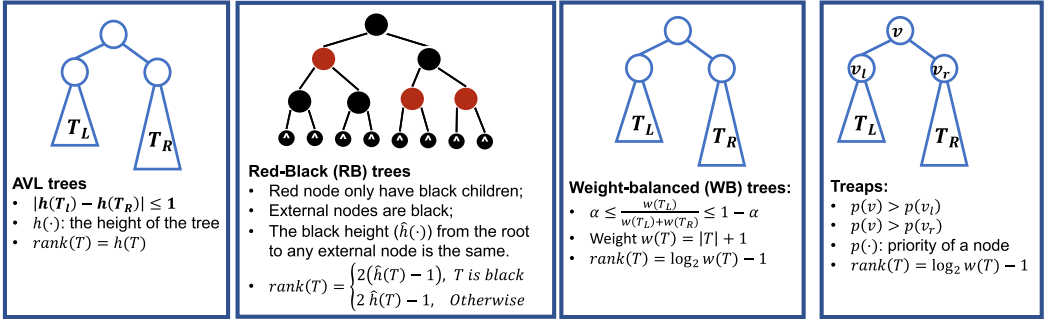 T_L
T_R
AVL trees
• |h(T_l) − h(T_R)| ≤ 1
• h(·): the height of the tree
• rank(T) = h(T)
^ ^ ^ ^ ^ ^ ^ ^
Red-Black (RB) trees
• Red node only have black children;
• External nodes are black;
• The black height (ĥ(·)) from the root
to any external node is the same.
• rank(T) = {2(ĥ(T) − 1), T is black
2 ĥ(T) − 1, Otherwise
T_L
T_R
Weight-balanced (WB) trees:
• α ≤ w(T_L) / w(T_L)+w(T_R) ≤ 1 − α
• Weight w(T) = |T| + 1
• rank(T) = log₂ w(T) − 1
v
v_l v_r
T_L
T_R
Treaps:
• p(v) > p(v_l)
• p(v) > p(v_r)
• p(·): priority of a node
• rank(T) = log₂ w(T) − 1